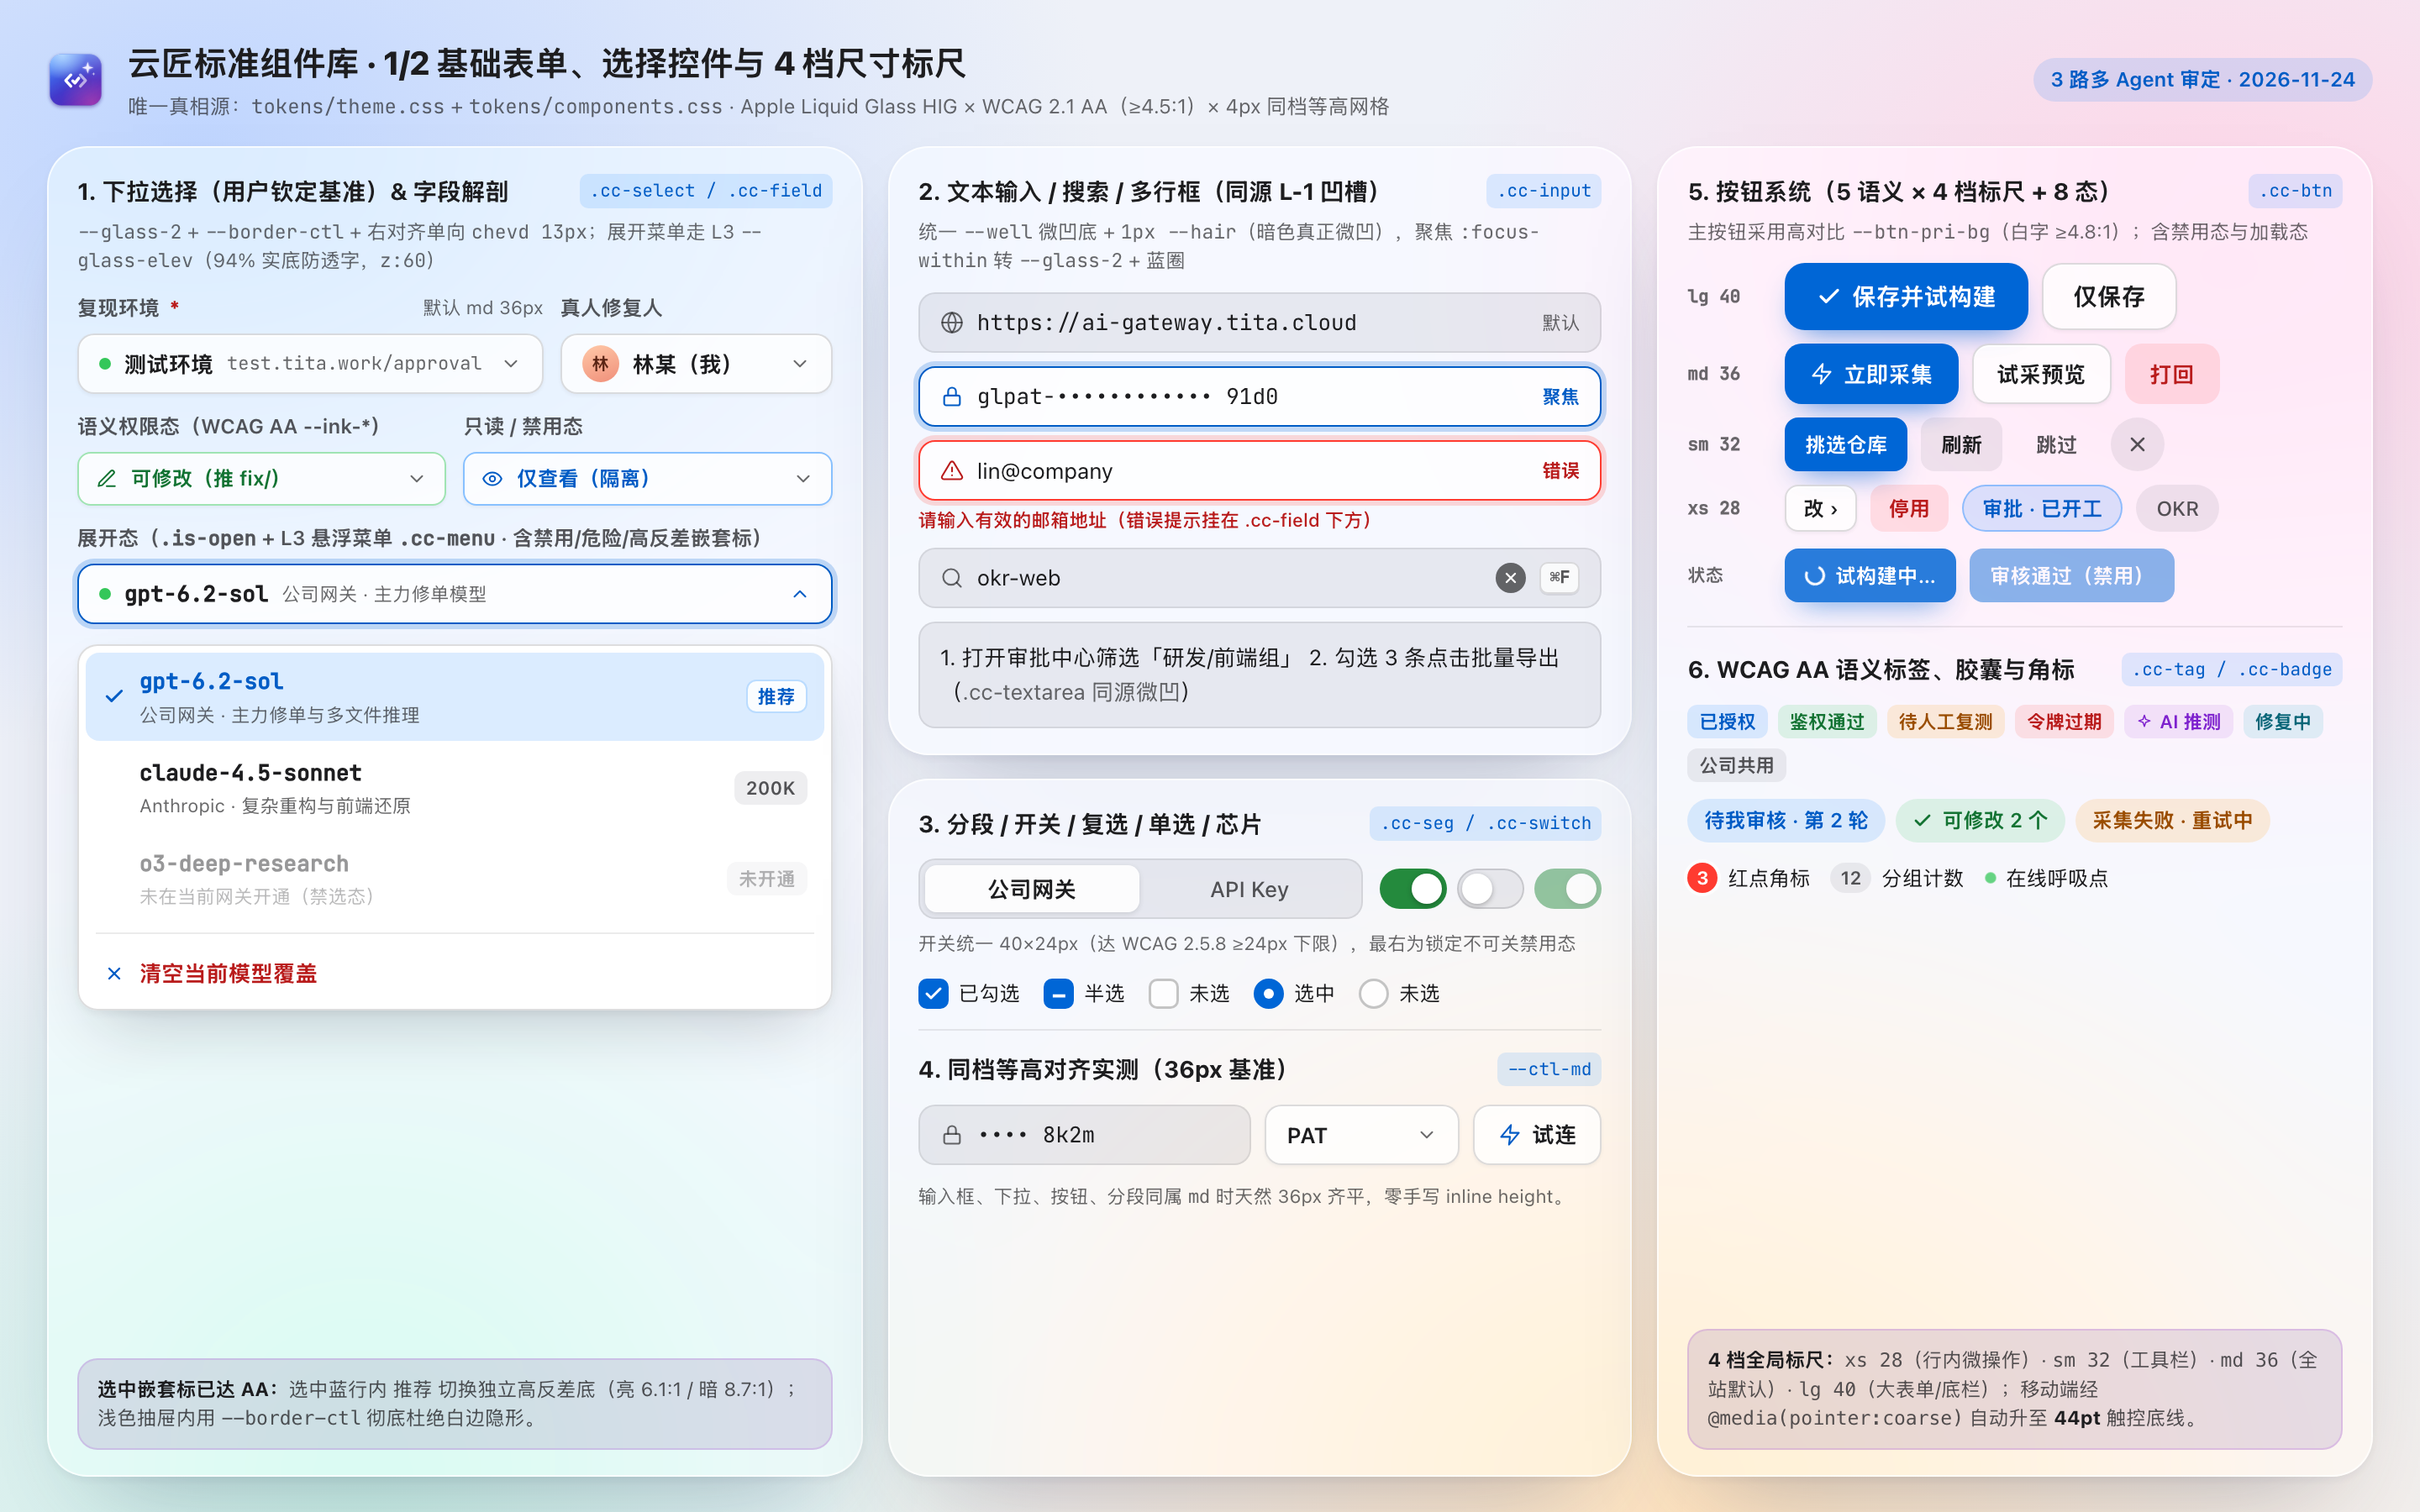 云匠标准组件库 · 1/2 基础表单、选择控件与 4 档尺寸标尺
唯一真相源：tokens/theme.css + tokens/components.css · Apple Liquid Glass HIG × WCAG 2.1 AA（≥4.5:1）× 4px 同档等高网格
3 路多 Agent 审定 · 2026-11-24
1. 下拉选择（用户钦定基准）& 字段解剖
.cc-select / .cc-field
--glass-2 + --border-ctl + 右对齐单向 chevd 13px；展开菜单走 L3 --
glass-elev（94% 实底防透字，z:60）
复现环境 *
默认 md 36px
真人修复人
测试环境 test.tita.work/approval
林 林某（我）
语义权限态（WCAG AA --ink-*）
只读 / 禁用态
可修改（推 fix/）
仅查看（隔离）
展开态（.is-open + L3 悬浮菜单 .cc-menu · 含禁用/危险/高反差嵌套标）
gpt-6.2-sol 公司网关 · 主力修单模型
gpt-6.2-sol
公司网关 · 主力修单与多文件推理
推荐
claude-4.5-sonnet
Anthropic · 复杂重构与前端还原
200K
o3-deep-research
未在当前网关开通（禁选态）
未开通
清空当前模型覆盖
选中嵌套标已达 AA：选中蓝行内 推荐 切换独立高反差底（亮 6.1:1 / 暗 8.7:1）；
浅色抽屉内用 --border-ctl 彻底杜绝白边隐形。
2. 文本输入 / 搜索 / 多行框（同源 L-1 凹槽）
.cc-input
统一 --well 微凹底 + 1px --hair（暗色真正微凹），聚焦 :focus-
within 转 --glass-2 + 蓝圈
https://ai-gateway.tita.cloud
默认
glpat-•••••••••••• 91d0
聚焦
lin@company
错误
请输入有效的邮箱地址（错误提示挂在 .cc-field 下方）
okr-web
⌘F
1. 打开审批中心筛选「研发/前端组」 2. 勾选 3 条点击批量导出
（.cc-textarea 同源微凹）
3. 分段 / 开关 / 复选 / 单选 / 芯片
.cc-seg / .cc-switch
公司网关
API Key
开关统一 40×24px（达 WCAG 2.5.8 ≥24px 下限），最右为锁定不可关禁用态
已勾选 半选 未选 选中 未选
4. 同档等高对齐实测（36px 基准）
--ctl-md
•••• 8k2m
PAT
试连
输入框、下拉、按钮、分段同属 md 时天然 36px 齐平，零手写 inline height。
5. 按钮系统（5 语义 × 4 档标尺 + 8 态）
.cc-btn
主按钮采用高对比 --btn-pri-bg（白字 ≥4.8:1）；含禁用态与加载态
lg 40
保存并试构建
仅保存
md 36
立即采集
试采预览
打回
sm 32
挑选仓库
刷新
跳过
xs 28
改 ›
停用
审批 · 已开工
OKR
状态
试构建中...
审核通过（禁用）
6. WCAG AA 语义标签、胶囊与角标
.cc-tag / .cc-badge
已授权 鉴权通过 待人工复测 令牌过期 AI 推测 修复中
公司共用
待我审核 · 第 2 轮
可修改 2 个
采集失败 · 重试中
3 红点角标 12 分组计数 在线呼吸点
4 档全局标尺：xs 28（行内微操作）· sm 32（工具栏）· md 36（全
站默认）· lg 40（大表单/底栏）；移动端经
@media(pointer:coarse) 自动升至 44pt 触控底线。